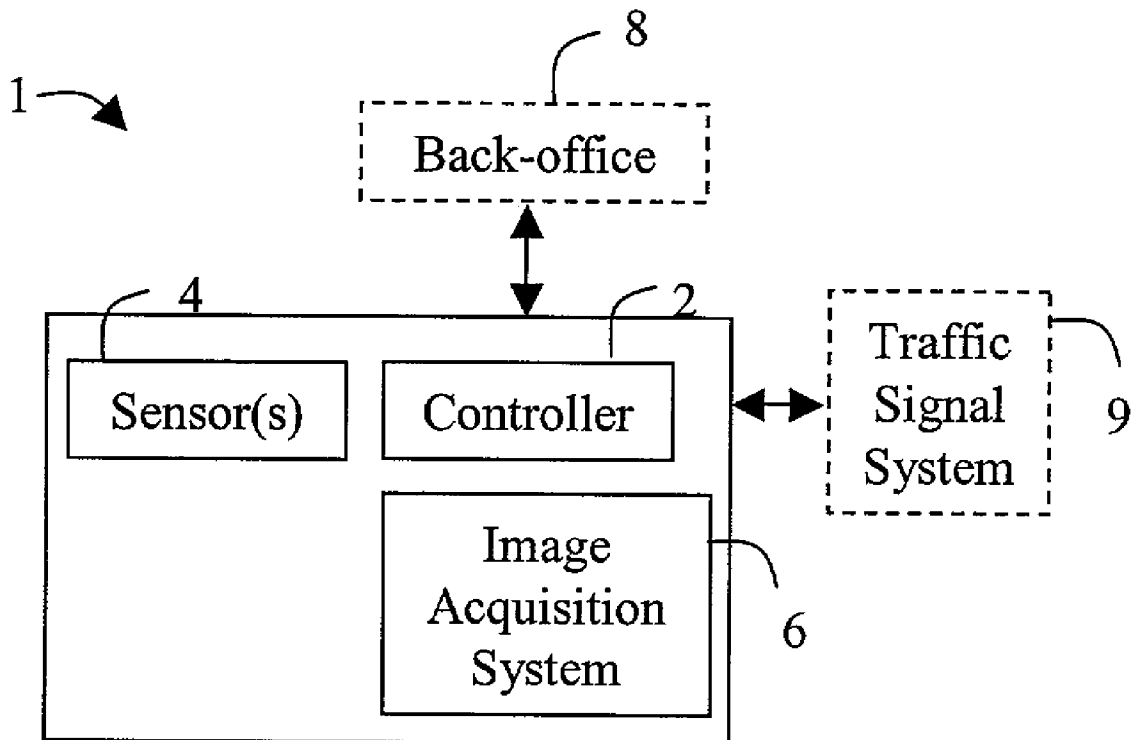 8
1
Back-office
4
2
Sensor(s)
Controller
Traffic
Signal
System
9
Image
Acquisition
System
6